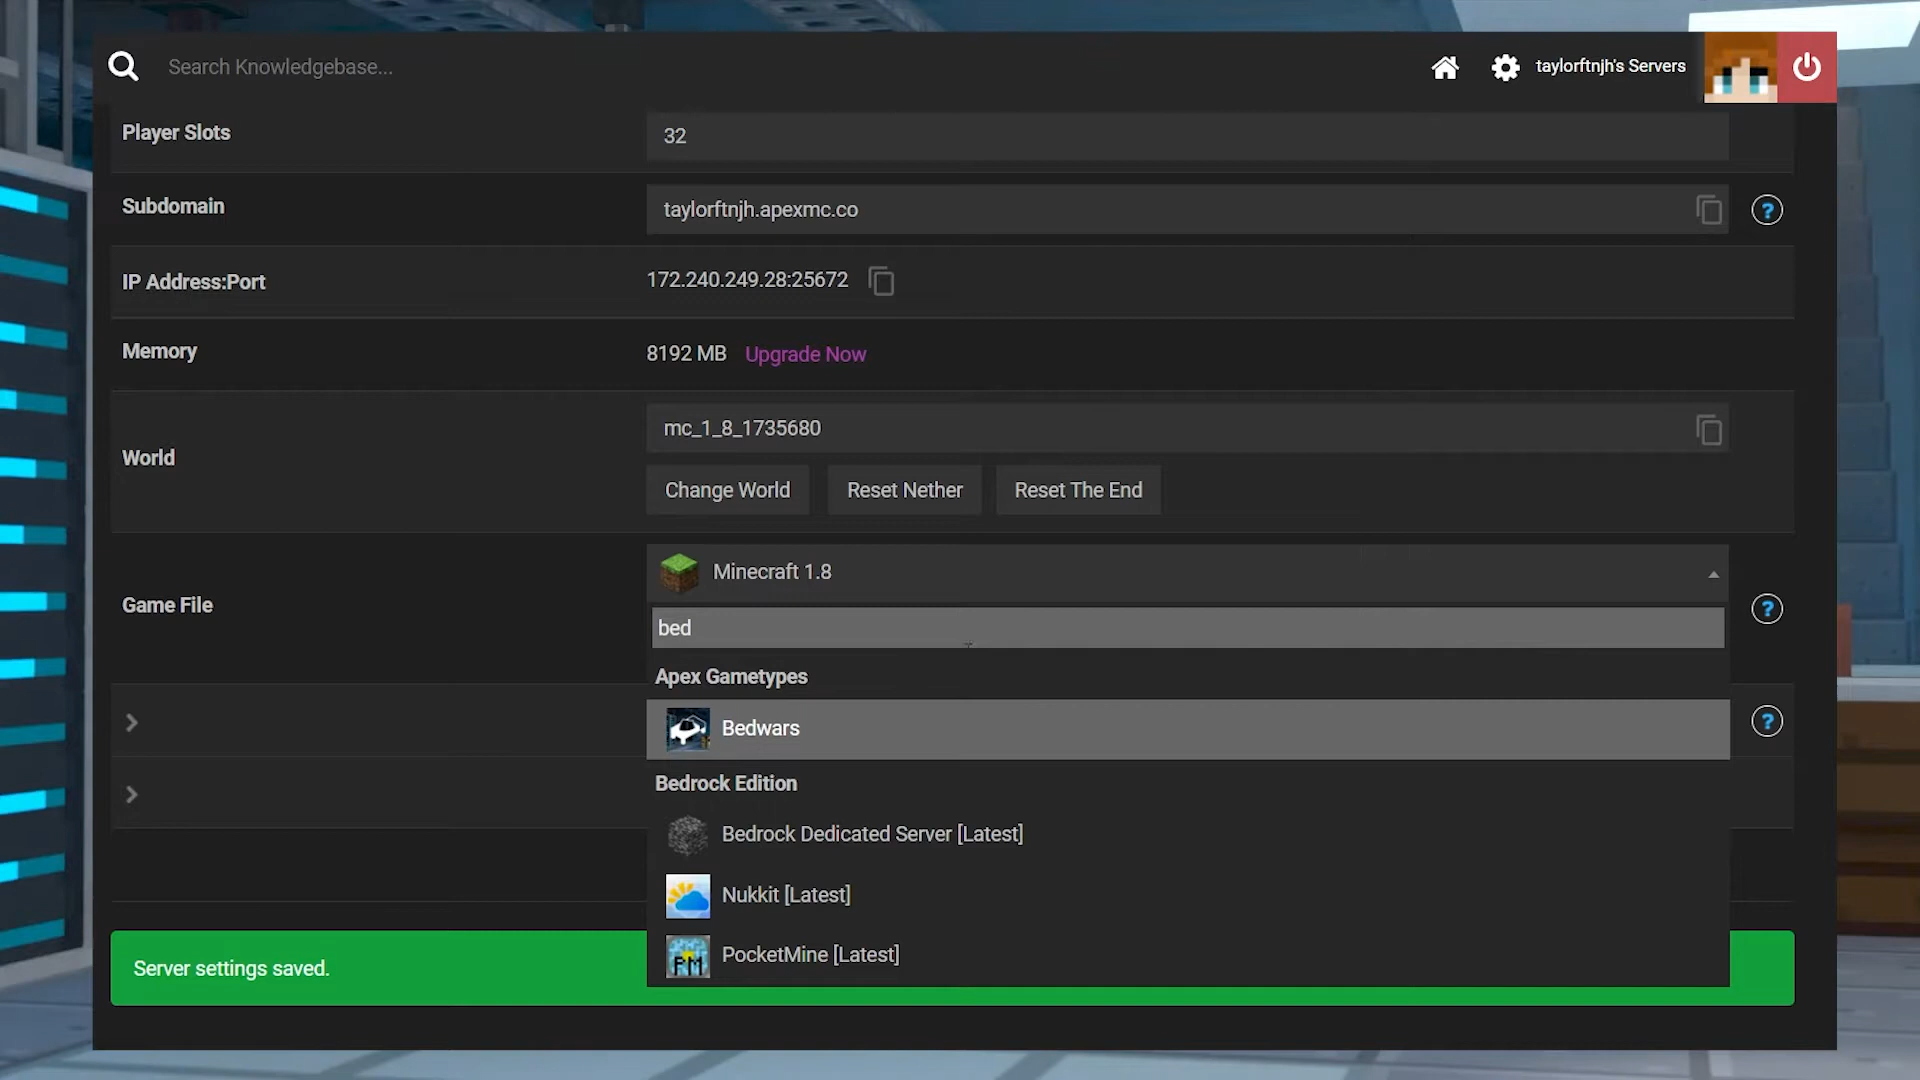 Search Knowledgebase...
taylorftnjh's Servers
Player Slots
32
Subdomain
taylorftnjh.apexmc.co
?
IP Address:Port
172.240.249.28:25672
Memory
8192 MB Upgrade Now
World
mc_1_8_1735680
Change World
Reset Nether
Reset The End
Game File
Minecraft 1.8
?
bed
Apex Gametypes
Bedwars
?
Bedrock Edition
Bedrock Dedicated Server [Latest]
Nukkit [Latest]
PM
PocketMine [Latest]
Server settings saved.